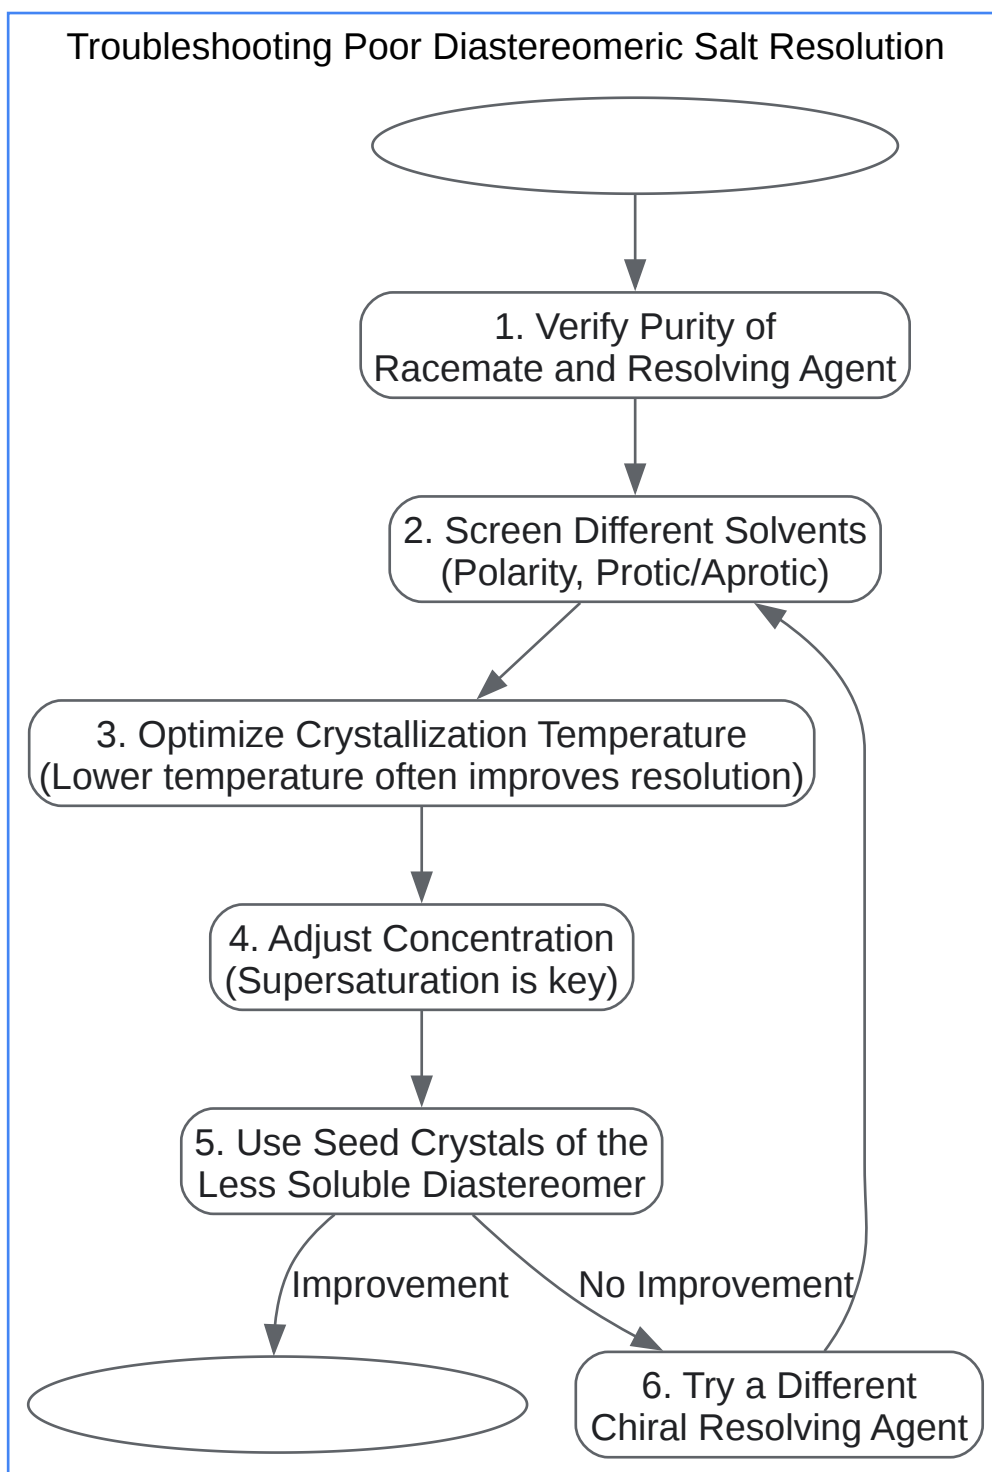 Troubleshooting Poor Diastereomeric Salt Resolution
1. Verify Purity of
Racemate and Resolving Agent
2. Screen Different Solvents
(Polarity, Protic/Aprotic)
3. Optimize Crystallization Temperature
(Lower temperature often improves resolution)
4. Adjust Concentration
(Supersaturation is key)
5. Use Seed Crystals of the
Less Soluble Diastereomer
Improvement
No Improvement
6. Try a Different
Chiral Resolving Agent